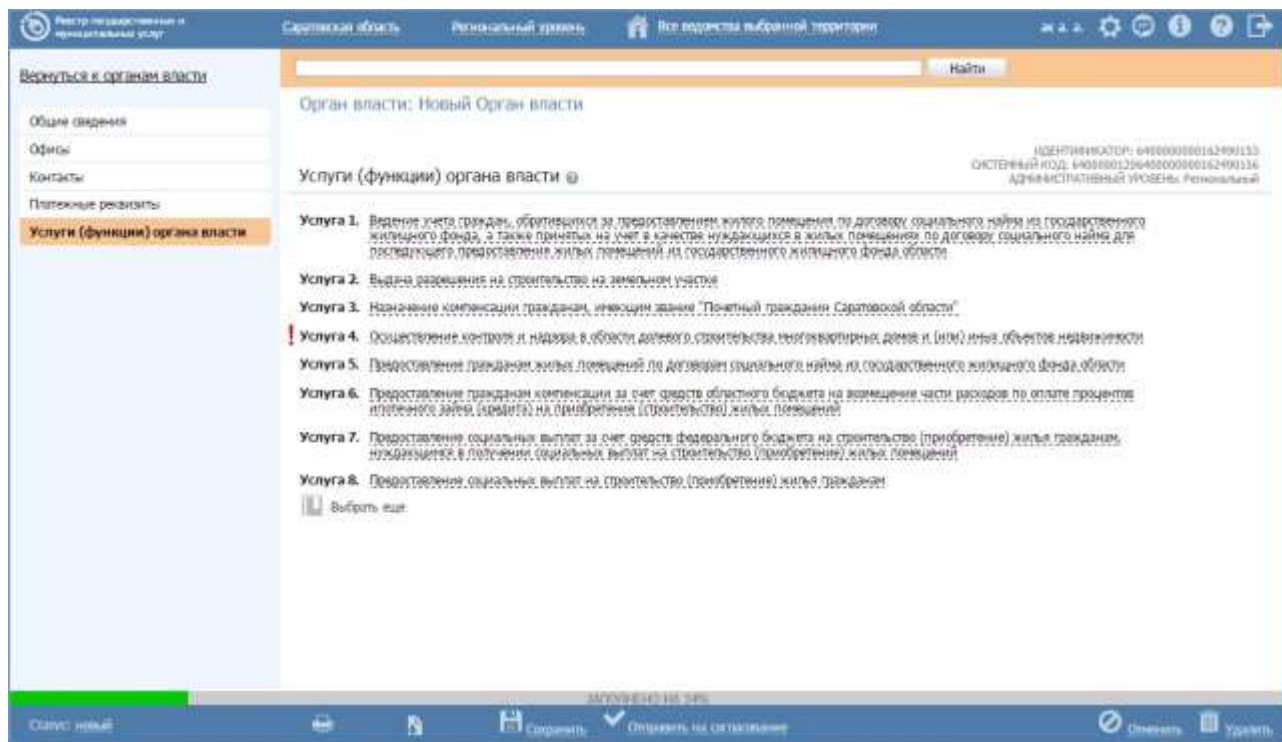 Реестр государственных и
муниципальных услуг
Саратовская область
Региональный уровень
Все ведомства выбранной территории
Вернуться к органам власти
Найти
Общие сведения
Офисы
Контакты
Платежные реквизиты
Услуги (функции) органа власти
Орган власти: Новый Орган власти
АДМИНИСТРАТИВНЫЙ УРОВЕНЬ: Региональный
Услуги (функции) органа власти
Услуга 1. Ведение учета граждан, обратившихся за предоставлением жилого помещения по договору социального найма из государственного
жилищного фонда, а также принятых на учет в качестве нуждающихся в жилых помещениях по договору социального найма для
последующего предоставления жилых помещений из государственного жилищного фонда области
Услуга 2. Выдача разрешения на строительство на земельном участке
Услуга 3. Назначение компенсации гражданам, имеющим звание "Почетный гражданин Саратовской области"
! Услуга 4. Осуществление контроля и надзора в области долевого строительства многоквартирных домов и (или) иных объектов недвижимости
Услуга 5. Предоставление гражданам жилых помещений по договорам социального найма из государственного жилищного фонда области
Услуга 6. Предоставление гражданам компенсации за счет средств областного бюджета на возмещение части расходов по оплате процентов
ипотечного займа (кредита) на приобретение (строительство) жилых помещений
Услуга 7. Предоставление социальных выплат за счет средств федерального бюджета на строительство (приобретение) жилья гражданам,
нуждающимся в получении социальных выплат на строительство (приобретение) жилых помещений
Услуга 8. Предоставление социальных выплат на строительство (приобретение) жилья гражданам
Выбрать еще
ЗАПОЛНЕНО НА 14%
Статус: новый
Сохранить
Отправить на согласование
Отменить
Удалить